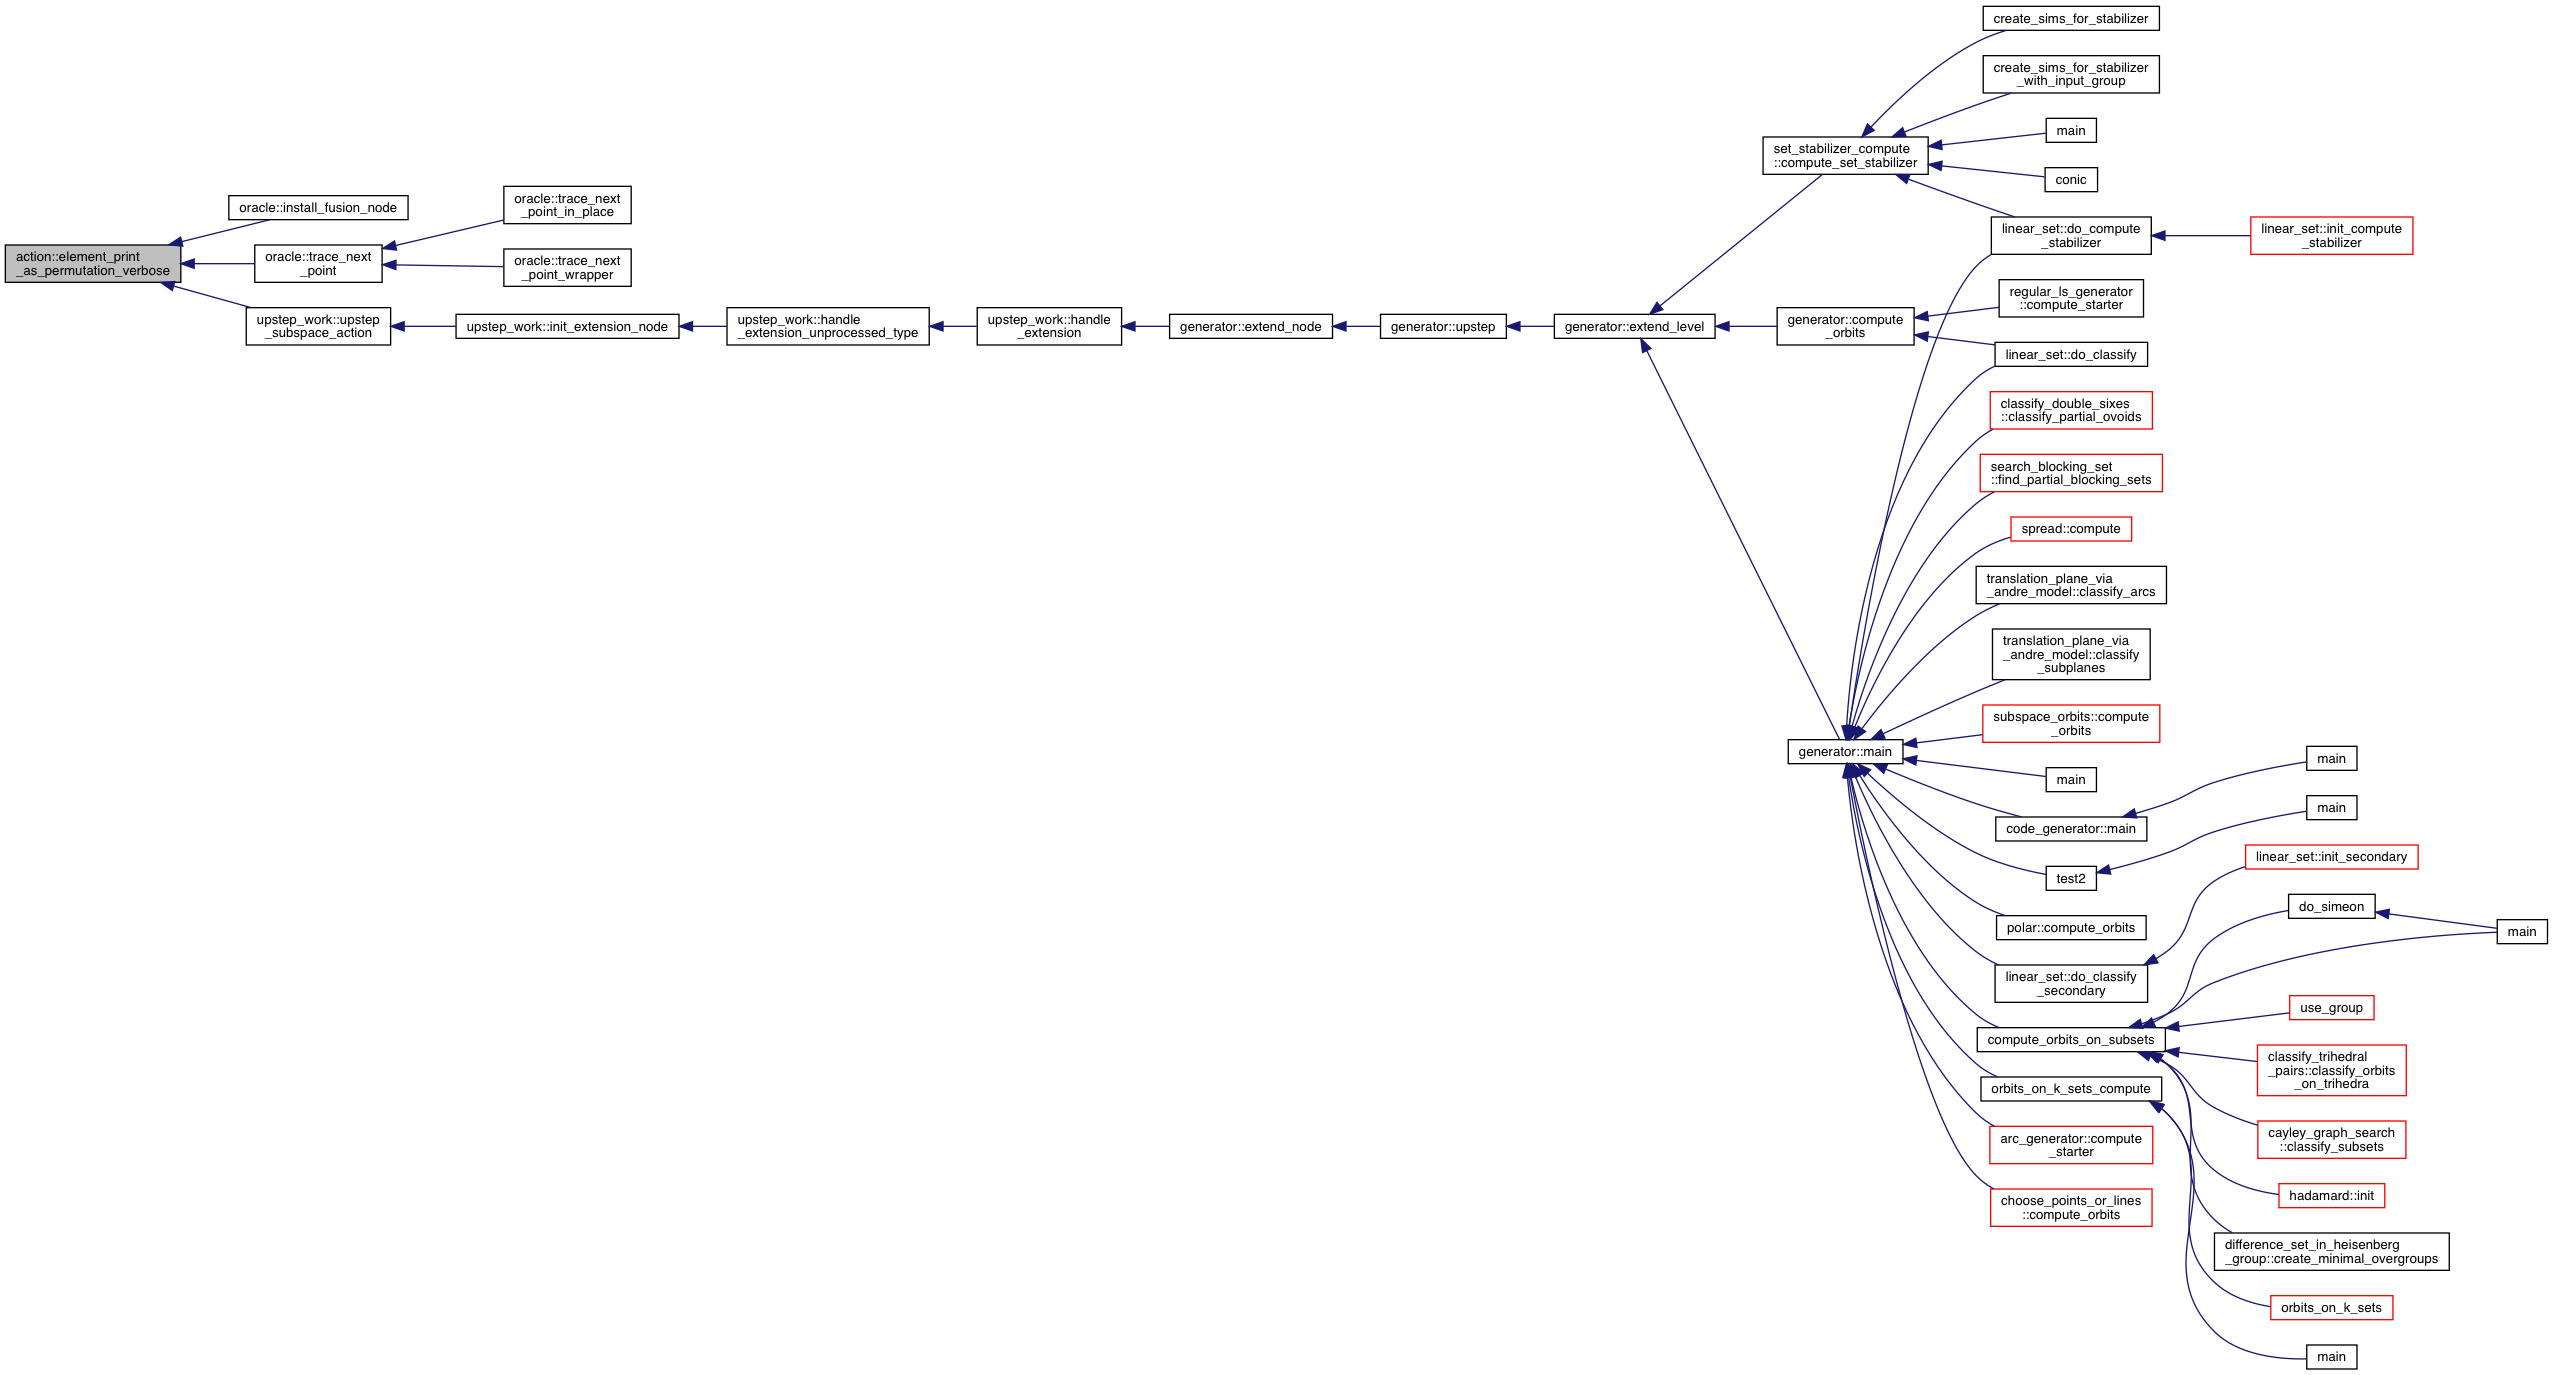 create_sims_for_stabilizer
create_sims_for_stabilizer
_with_input_group
main
set_stabilizer_compute
::compute_set_stabilizer
conic
oracle::install_fusion_node
oracle::trace_next
_point_in_place
linear_set::do_compute
_stabilizer
linear_set::init_compute
_stabilizer
action::element_print
_as_permutation_verbose
oracle::trace_next
_point
oracle::trace_next
_point_wrapper
regular_ls_generator
::compute_starter
upstep_work::upstep
_subspace_action
upstep_work::init_extension_node
upstep_work::handle
_extension_unprocessed_type
upstep_work::handle
_extension
generator::extend_node
generator::upstep
generator::extend_level
generator::compute
_orbits
linear_set::do_classify
classify_double_sixes
::classify_partial_ovoids
search_blocking_set
::find_partial_blocking_sets
spread::compute
translation_plane_via
_andre_model::classify_arcs
translation_plane_via
_andre_model::classify
_subplanes
subspace_orbits::compute
_orbits
generator::main
main
main
code_generator::main
main
test2
linear_set::init_secondary
polar::compute_orbits
do_simeon
main
linear_set::do_classify
_secondary
use_group
compute_orbits_on_subsets
classify_trihedral
_pairs::classify_orbits
_on_trihedra
orbits_on_k_sets_compute
cayley_graph_search
::classify_subsets
arc_generator::compute
_starter
hadamard::init
choose_points_or_lines
::compute_orbits
difference_set_in_heisenberg
_group::create_minimal_overgroups
orbits_on_k_sets
main